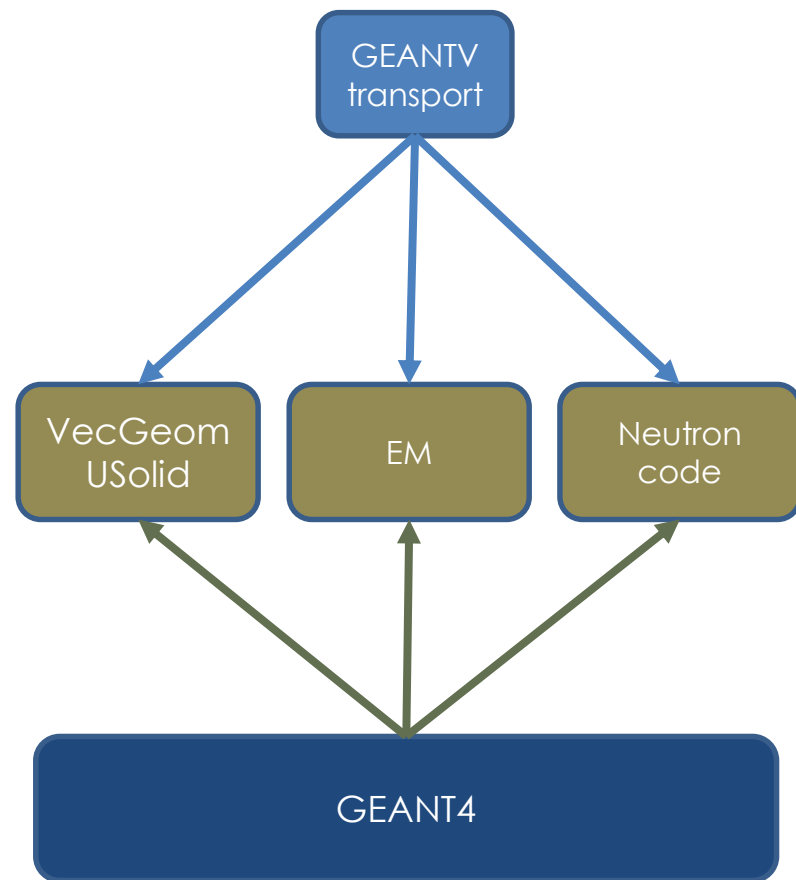 GEANTV
transport
VecGeom
USolid
EM
Neutron
code
GEANT4